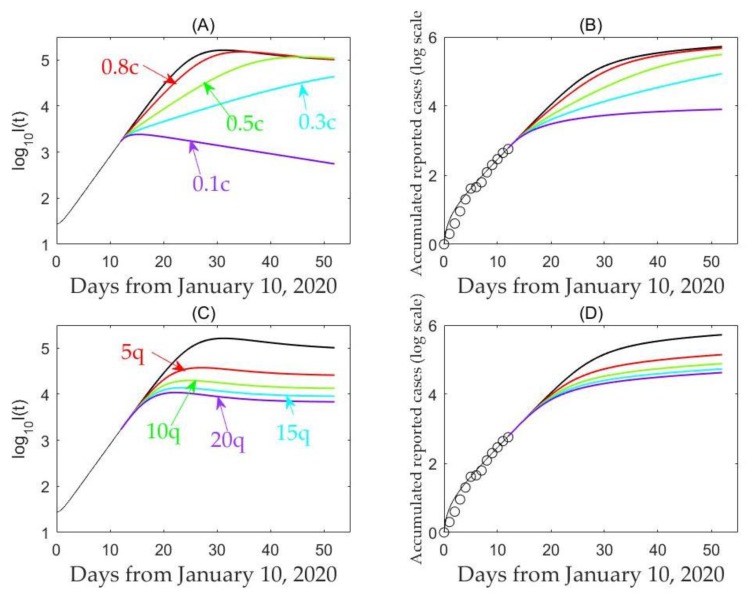 (A)
log10I(t)
5
4
3
2
1
0.8c
0.5c
0.3c
0.1c
0 10 20 30 40 50
Days from January 10, 2020
(B)
Accumulated reported cases (log scale
6
4
2
0
0 10 20 30 40 50
Days from January 10, 2020
(C)
log10I(t)
5
4
3
2
1
5q
10q
15q
20q
0 10 20 30 40 50
Days from January 10, 2020
(D)
Accumulated reported cases (log scale)
6
4
2
0
0 10 20 30 40 50
Days from January 10, 2020